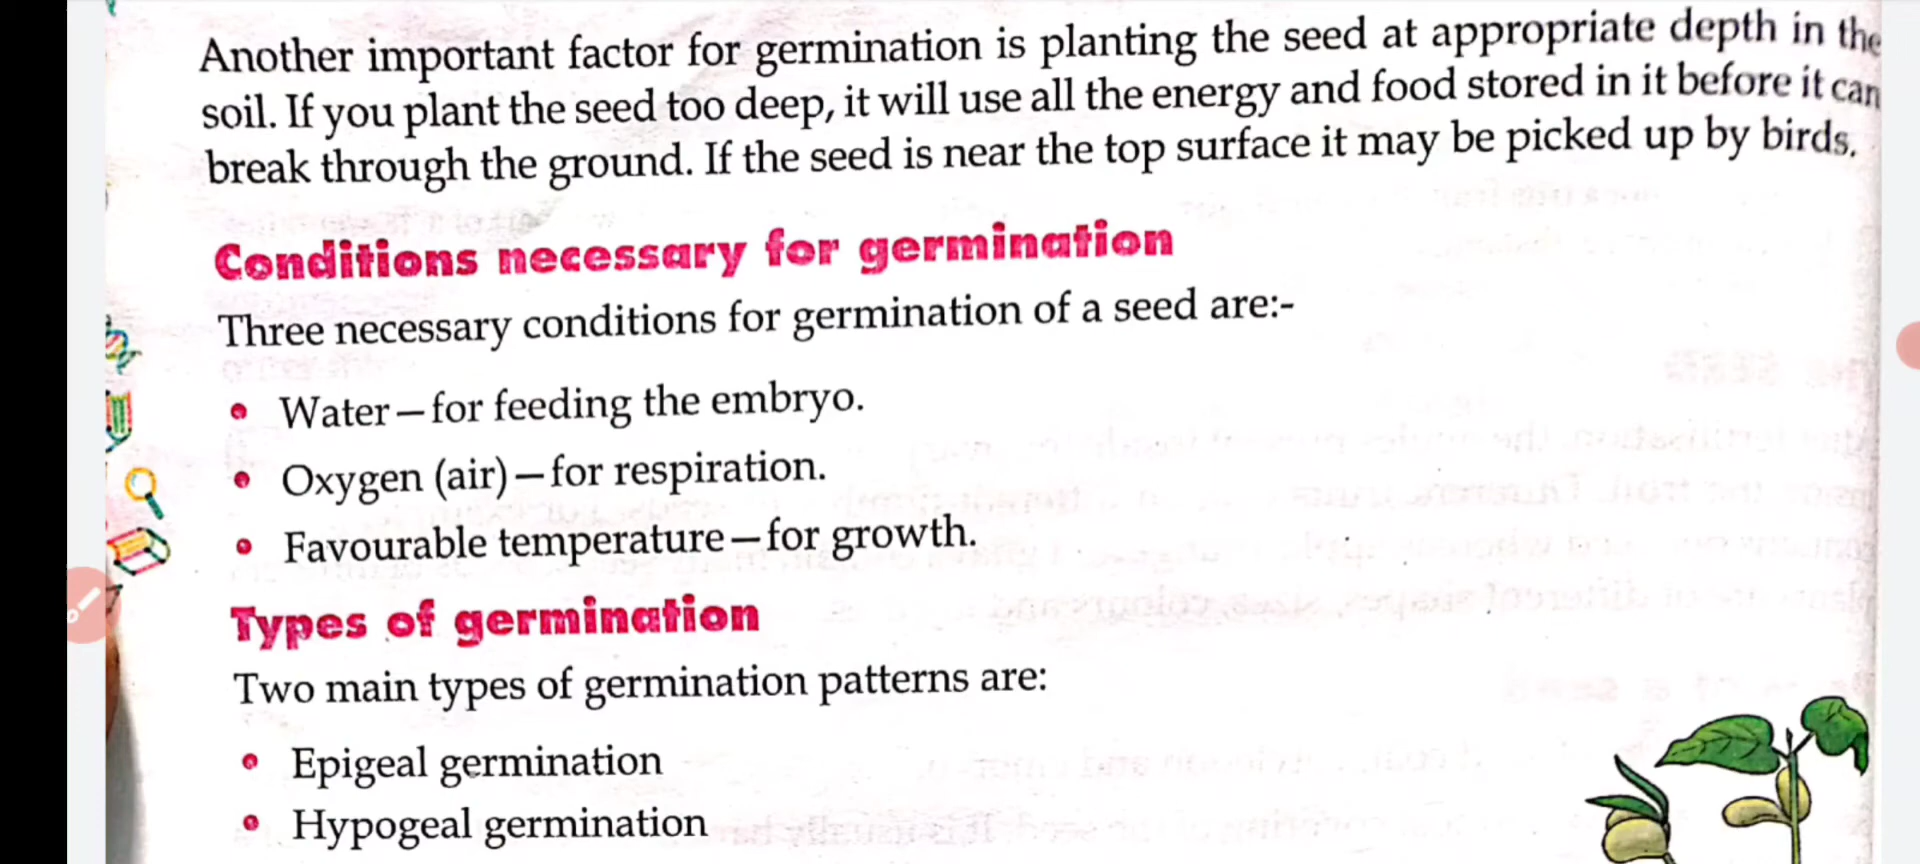 Another important factor for germination is planting the seed at appropriate depth in the
soil. If you plant the seed too deep, it will use all the energy and food stored in it before it can
break through the ground. If the seed is near the top surface it may be picked up by birds.
Conditions necessary for germination
Three necessary conditions for germination of a seed are:-
• Water—for feeding the embryo.
• Oxygen (air)—for respiration.
• Favourable temperature—for growth.
Types of germination
Two main types of germination patterns are:
• Epigeal germination
• Hypogeal germination